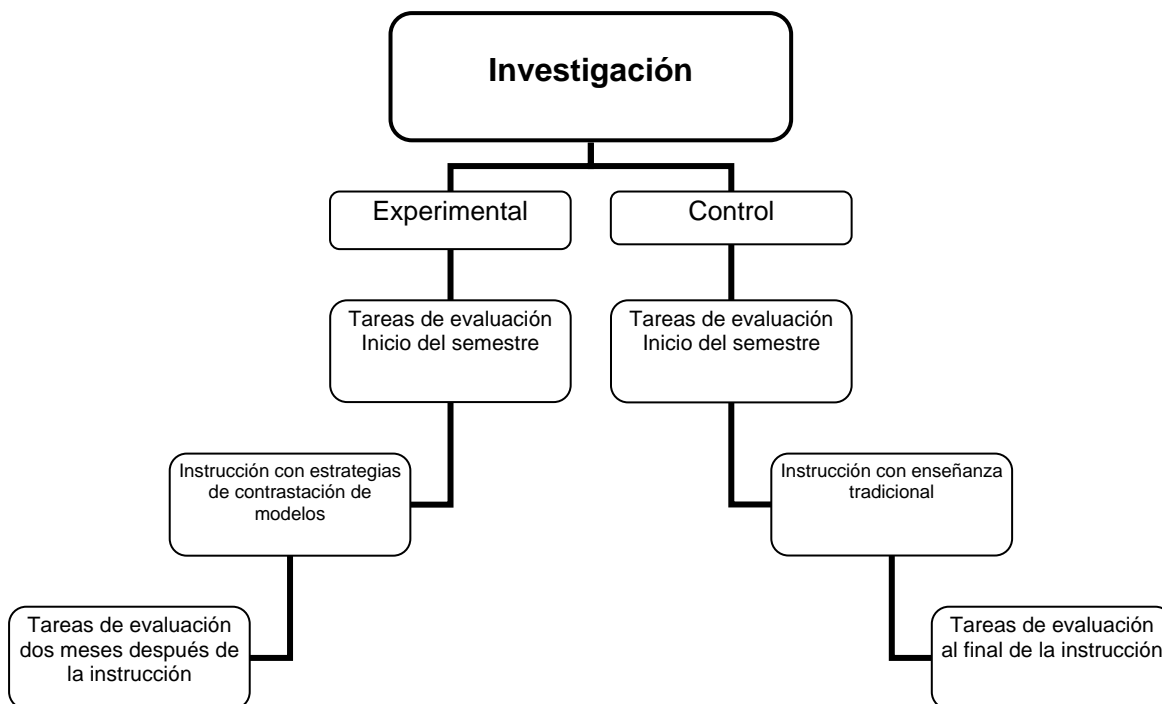 Investigación
Experimental
Control
Tareas de evaluación
Inicio del semestre
Tareas de evaluación
Inicio del semestre
Instrucción con estrategias
de contrastación de
modelos
Instrucción con enseñanza
tradicional
Tareas de evaluación
dos meses después de
la instrucción
Tareas de evaluación
al final de la instrucción